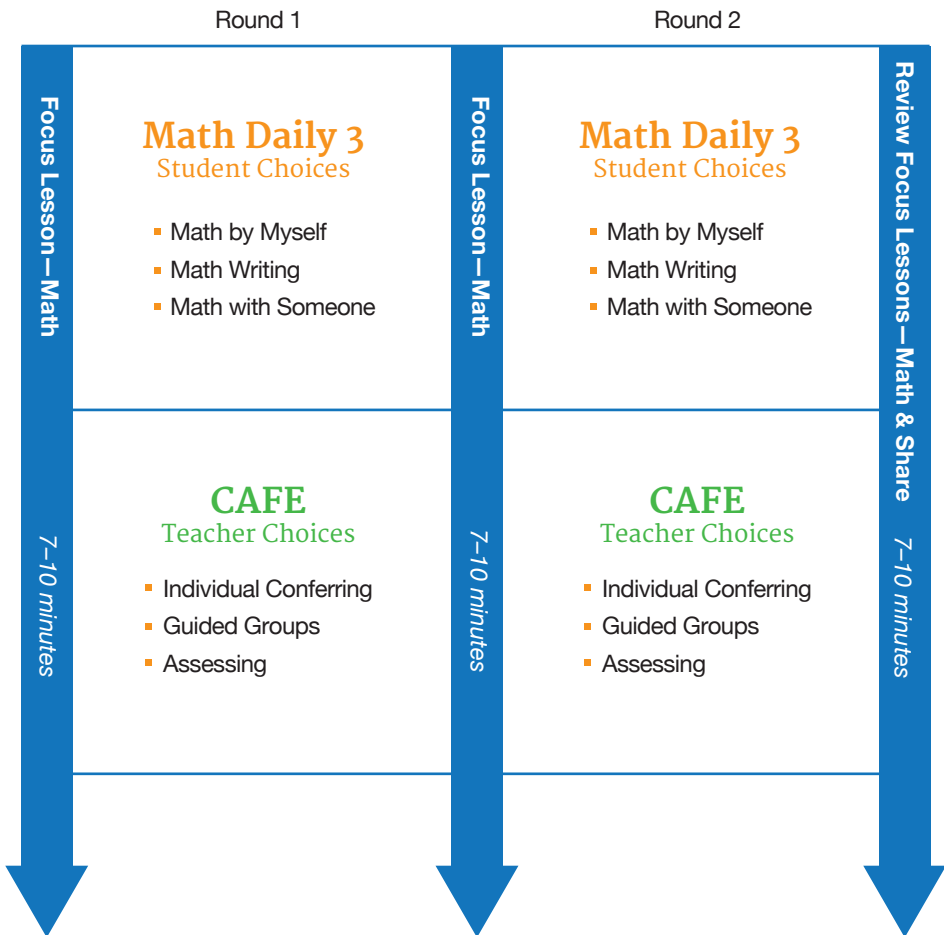 Round 1
Round 2
Focus Lesson—Math
7–10 minutes
Math Daily 3
Student Choices
Math by Myself
Math Writing
Math with Someone
CAFE
Teacher Choices
Individual Conferring
Guided Groups
Assessing
Focus Lesson—Math
7–10 minutes
Math Daily 3
Student Choices
Math by Myself
Math Writing
Math with Someone
CAFE
Teacher Choices
Individual Conferring
Guided Groups
Assessing
Review Focus Lessons—Math & Share
7–10 minutes